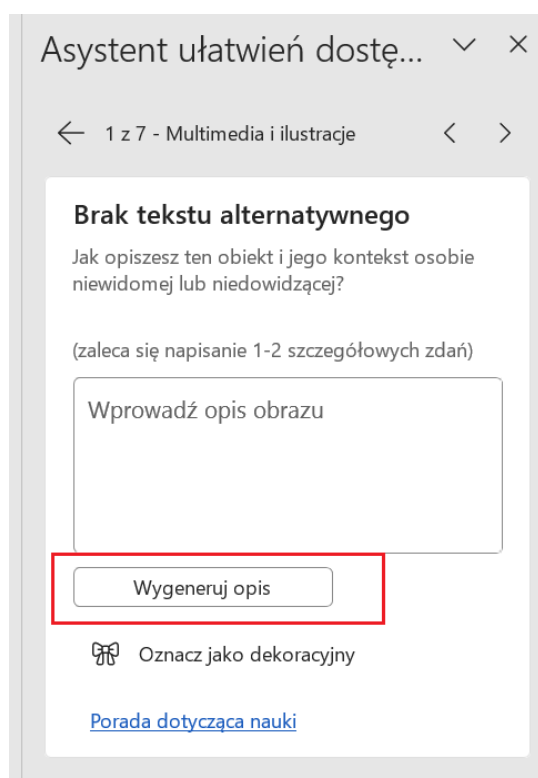 Asystent ułatwień dostę...
1 z 7 - Multimedia i ilustracje
Brak tekstu alternatywnego
Jak opiszesz ten obiekt i jego kontekst osobie
niewidomej lub niedowidzącej?
(zaleca się napisanie 1-2 szczegółowych zdań)
Wprowadź opis obrazu
Wygeneruj opis
Oznacz jako dekoracyjny
Porada dotycząca nauki